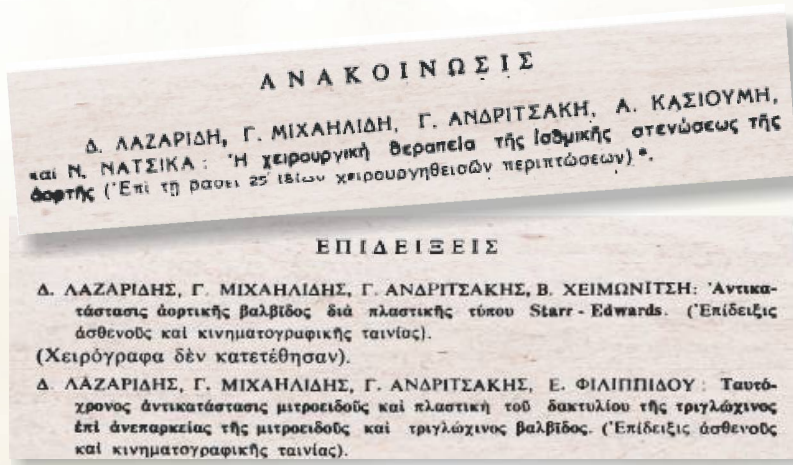 ΑΝΑΚΟΙΝΩΣΙΣ
Δ. ΛΑΖΑΡΙΔΗ, Γ. ΜΙΧΑΗΛΙΔΗ, Γ. ΑΝΔΡΙΤΣΑΚΗ, Α. ΚΑΣΙΟΥΜΗ,
καὶ Ν. ΝΑΤΣΙΚΑ : Ἡ χειρουργικὴ θεραπεία τῆς ἰσθμικῆς στενώσεως τῆς
ἀορτῆς (Ἐπὶ τῇ βάσει 25 ἰδίων χειρουργηθεισῶν περιπτώσεων) *.
ΕΠΙΔΕΙΞΕΙΣ
Δ. ΛΑΖΑΡΙΔΗΣ, Γ. ΜΙΧΑΗΛΙΔΗΣ, Γ. ΑΝΔΡΙΤΣΑΚΗΣ, Β. ΧΕΙΜΩΝΙΤΣΗ: Ἀντικα-
τάστασις ἀορτικῆς βαλβῖδος διὰ πλαστικῆς τύπου Starr - Edwards. (Ἐπίδειξις
ἀσθενοῦς καὶ κινηματογραφικῆς ταινίας).
(Χειρόγραφα δὲν κατετέθησαν).
Δ. ΛΑΖΑΡΙΔΗΣ, Γ. ΜΙΧΑΗΛΙΔΗΣ, Γ. ΑΝΔΡΙΤΣΑΚΗΣ, Ε. ΦΙΛΙΠΠΙΔΟΥ : Ταυτό-
χρονος ἀντικατάστασις μιτροειδοῦς καὶ πλαστικὴ τοῦ δακτυλίου τῆς τριγλώχινος
ἐπὶ ἀνεπαρκείας τῆς μιτροειδοῦς καὶ τριγλώχινος βαλβῖδος. (Ἐπίδειξις ἀσθενοῦς
καὶ κινηματογραφικῆς ταινίας).